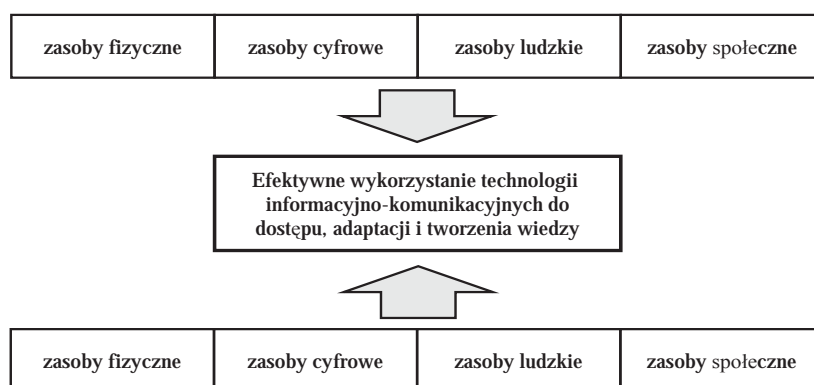 zasoby fizyczne zasoby cyfrowe zasoby ludzkie zasoby społeczne
Efektywne wykorzystanie technologii
informacyjno-komunikacyjnych do
dostępu, adaptacji i tworzenia wiedzy
zasoby fizyczne zasoby cyfrowe zasoby ludzkie zasoby społeczne